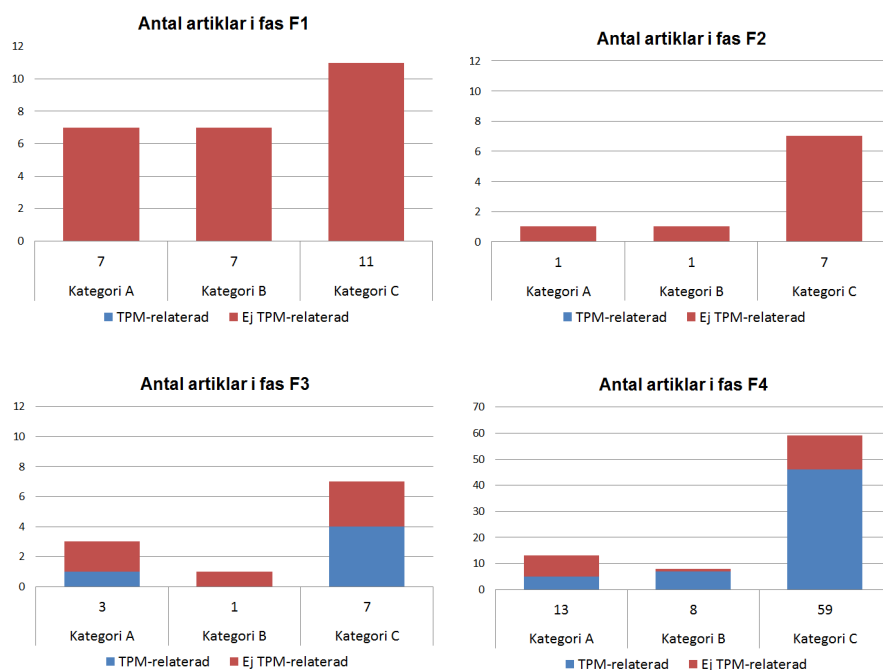 Antal artiklar i fas F1
12
10
8
6
4
2
0
7 7 11
Kategori A Kategori B Kategori C
TPM-relaterad Ej TPM-relaterad
Antal artiklar i fas F2
12
10
8
6
4
2
0
1 1 7
Kategori A Kategori B Kategori C
TPM-relaterad Ej TPM-relaterad
Antal artiklar i fas F3
12
10
8
6
4
2
0
3 1 7
Kategori A Kategori B Kategori C
TPM-relaterad Ej TPM-relaterad
Antal artiklar i fas F4
70
60
50
40
30
20
10
0
13 8 59
Kategori A Kategori B Kategori C
TPM-relaterad Ej TPM-relaterad